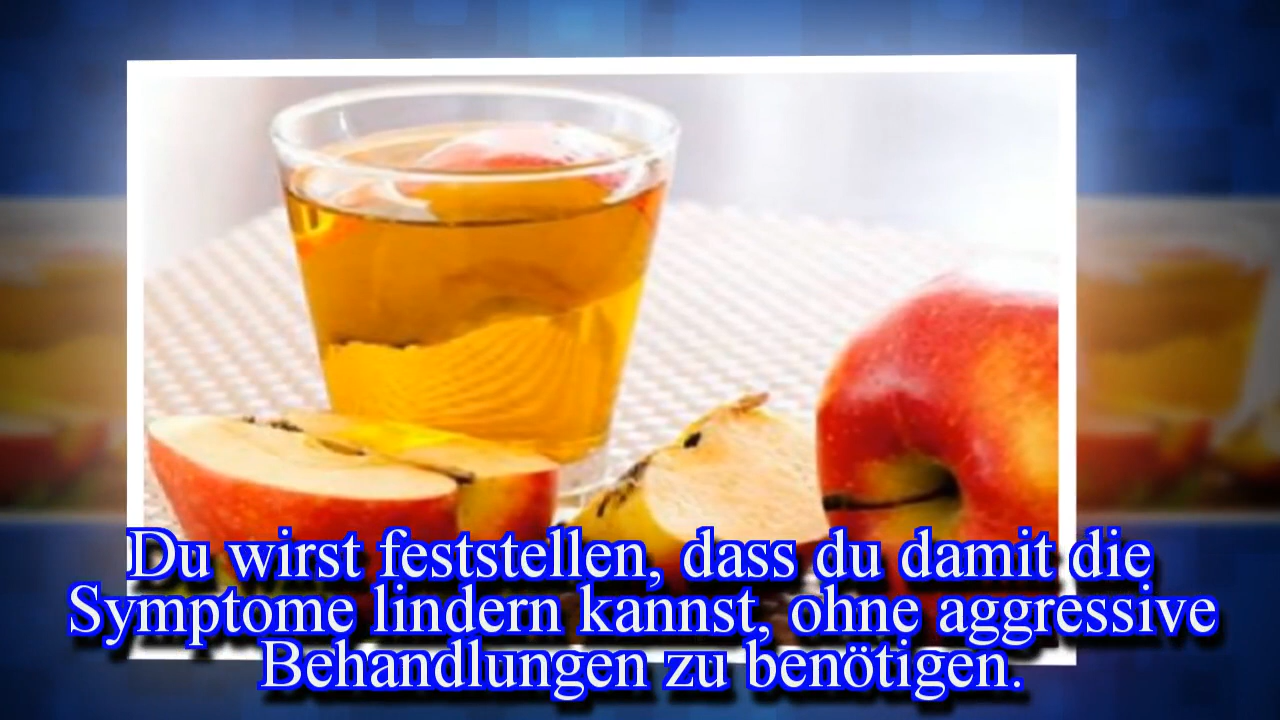 Du wirst feststellen, dass du damit die
Symptome lindern kannst, ohne aggressive
Behandlungen zu benötigen.